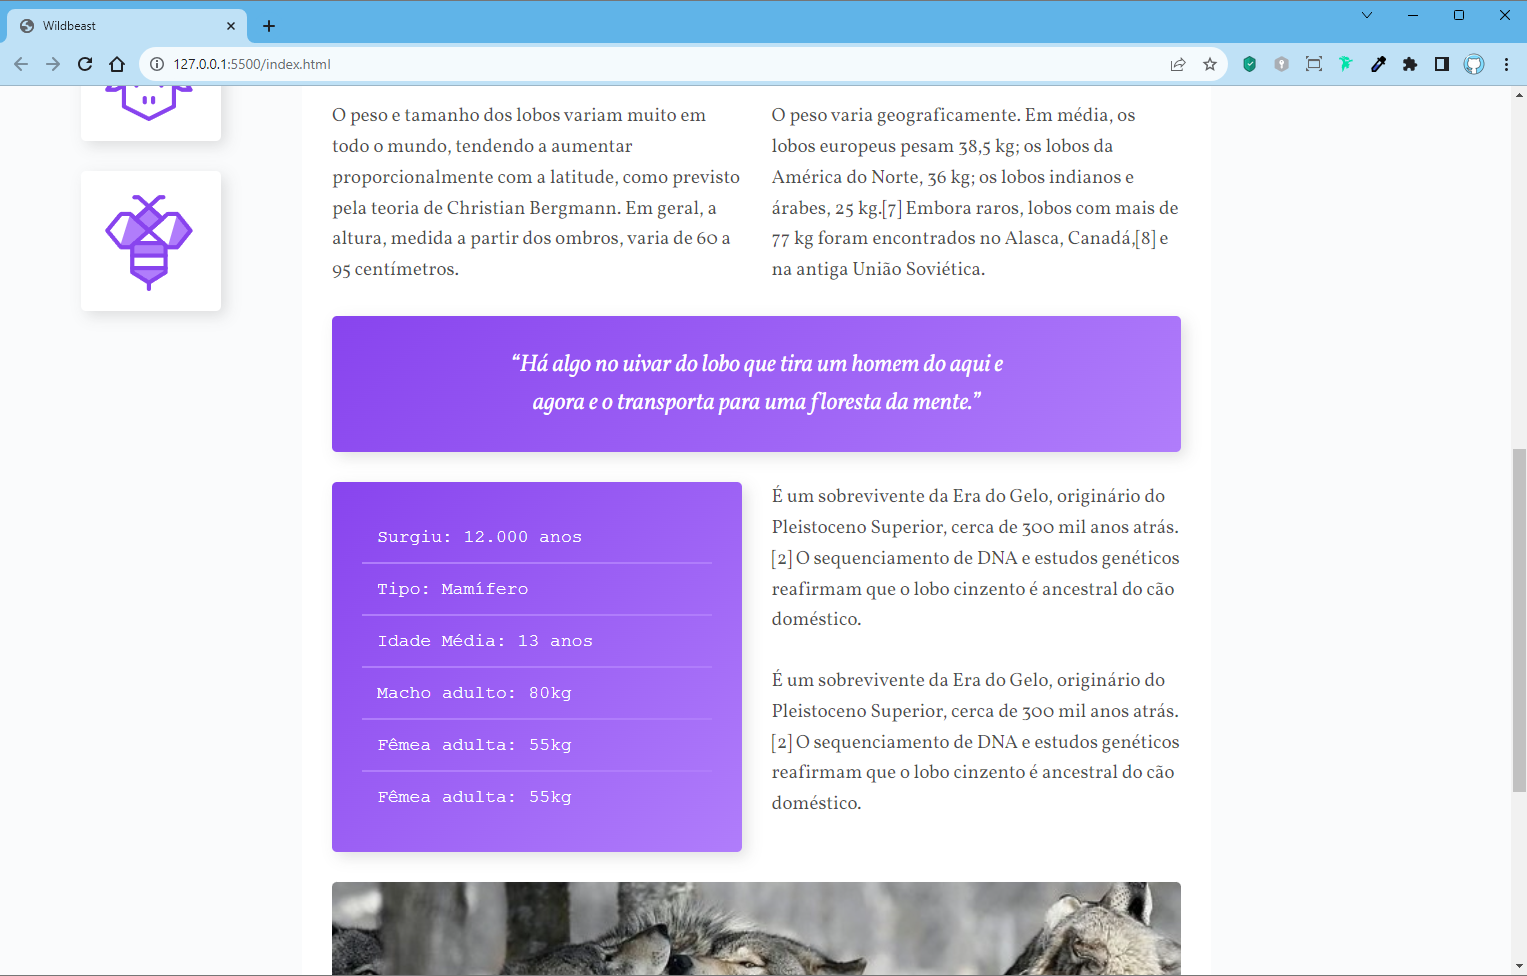 Wildbeast
127.0.0.1:5500/index.html
O peso e tamanho dos lobos variam muito em
todo o mundo, tendendo a aumentar
proporcionalmente com a latitude, como previsto
pela teoria de Christian Bergmann. Em geral, a
altura, medida a partir dos ombros, varia de 60 a
95 centímetros.
O peso varia geograficamente. Em média, os
lobos europeus pesam 38,5 kg; os lobos da
América do Norte, 36 kg; os lobos indianos e
árabes, 25 kg.[7] Embora raros, lobos com mais de
77 kg foram encontrados no Alasca, Canadá,[8] e
na antiga União Soviética.
“Há algo no uivar do lobo que tira um homem do aqui e
agora e o transporta para uma floresta da mente.”
Surgiu: 12.000 anos
Tipo: Mamífero
Idade Média: 13 anos
Macho adulto: 80kg
Fêmea adulta: 55kg
Fêmea adulta: 55kg
É um sobrevivente da Era do Gelo, originário do
Pleistoceno Superior, cerca de 300 mil anos atrás.
[2] O sequenciamento de DNA e estudos genéticos
reafirmam que o lobo cinzento é ancestral do cão
doméstico.
É um sobrevivente da Era do Gelo, originário do
Pleistoceno Superior, cerca de 300 mil anos atrás.
[2] O sequenciamento de DNA e estudos genéticos
reafirmam que o lobo cinzento é ancestral do cão
doméstico.